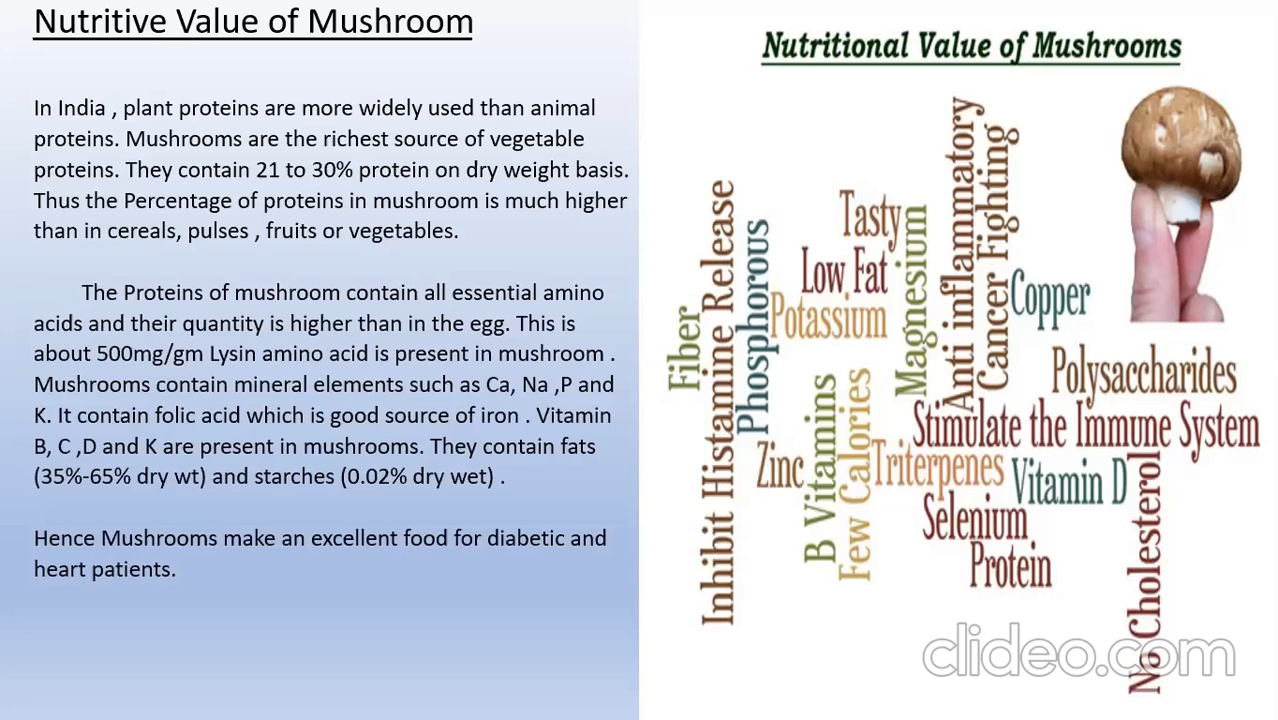 Nutritive Value of Mushroom
In India , plant proteins are more widely used than animal
proteins. Mushrooms are the richest source of vegetable
proteins. They contain 21 to 30% protein on dry weight basis.
Thus the Percentage of proteins in mushroom is much higher
than in cereals, pulses , fruits or vegetables.
The Proteins of mushroom contain all essential amino
acids and their quantity is higher than in the egg. This is
about 500mg/gm Lysin amino acid is present in mushroom .
Mushrooms contain mineral elements such as Ca, Na ,P and
K. It contain folic acid which is good source of iron . Vitamin
B, C ,D and K are present in mushrooms. They contain fats
(35%-65% dry wt) and starches (0.02% dry wet) .
Hence Mushrooms make an excellent food for diabetic and
heart patients.
Nutritional Value of Mushrooms
Fiber
Inhibit Histamine Release
Phosphorous
Tasty
Low Fat
Potassium
Magnesium
Anti inflammatory
Cancer Fighting
Copper
Polysaccharides
Stimulate the Immune System
Zinc
B Vitamins
Few Calories
Triterpenes
Vitamin D
Selenium
Protein
No Cholesterol
clideo.com